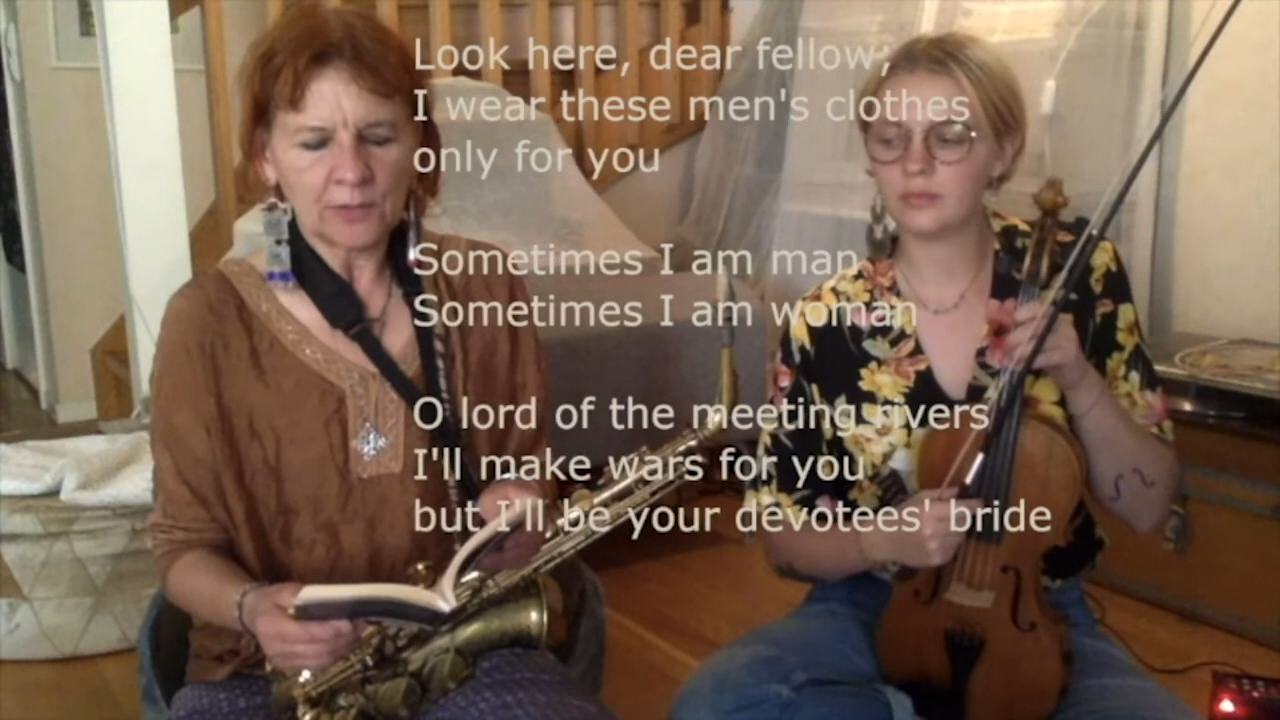 Look here, dear fellow;
I wear these men's clothes
only for you
Sometimes I am man
Sometimes I am woman
O lord of the meeting rivers
I'll make wars for you
but I'll be your devotees' bride